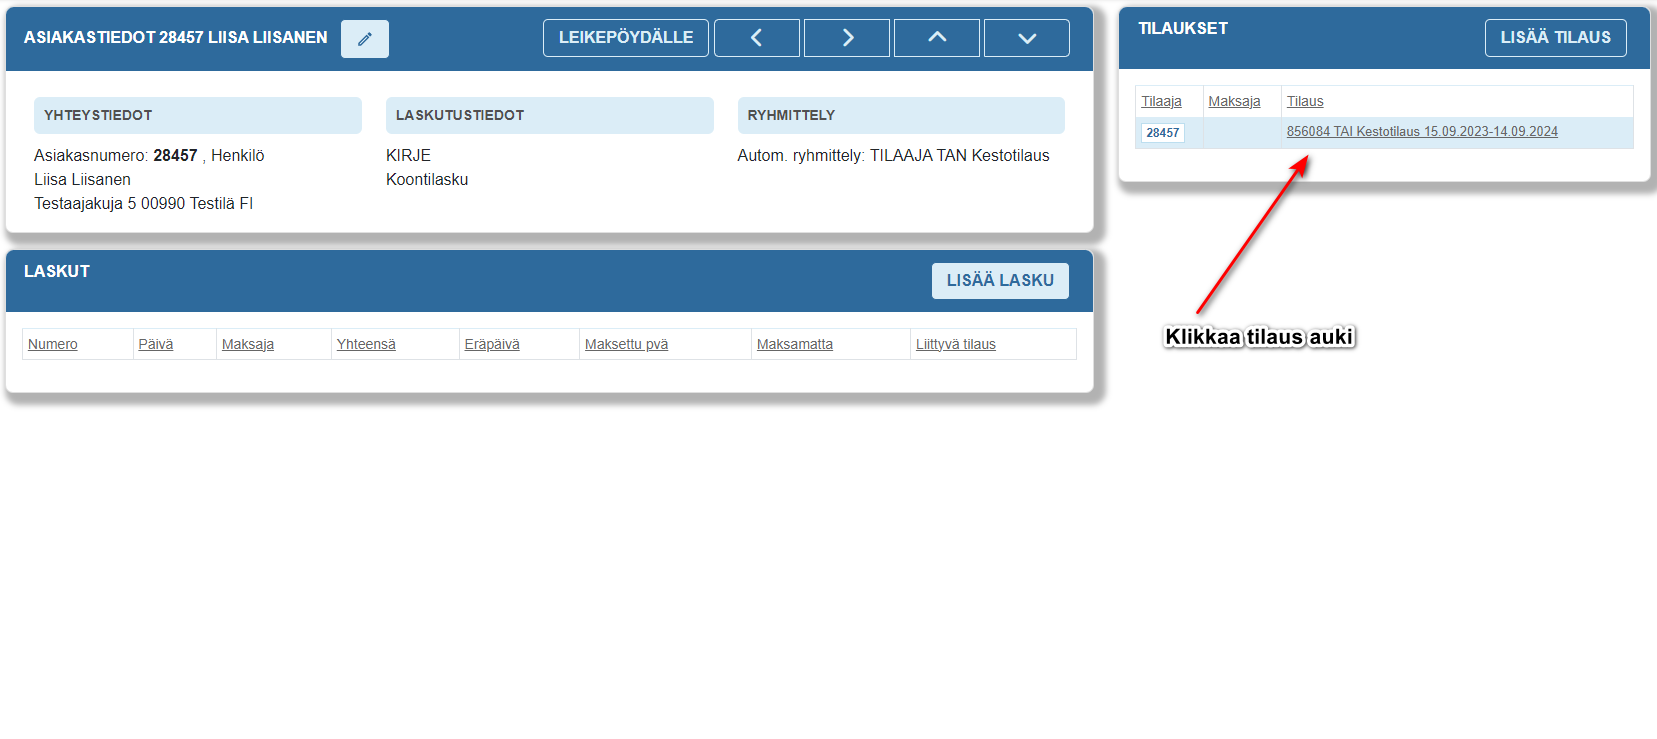 ASIAKASTIEDOT 28457 LIISA LIISANEN
LEIKEPÖYDÄLLE
YHTEYSTIEDOT
Asiakasnumero: 28457 , Henkilö
Liisa Liisanen
Testaajakuja 5 00990 Testilä FI
LASKUTUSTIEDOT
KIRJE
Koontilasku
RYHMITTELY
Autom. ryhmittely: TILAAJA TAN Kestotilaus
TILAUKSET
LISÄÄ TILAUS
Tilaaja Maksaja Tilaus
28457 856084 TAI Kestotilaus 15.09.2023-14.09.2024
Klikkaa tilaus auki
LASKUT
LISÄÄ LASKU
Numero Päivä Maksaja Yhteensä Eräpäivä Maksettu pvä Maksamatta Liittyvä tilaus